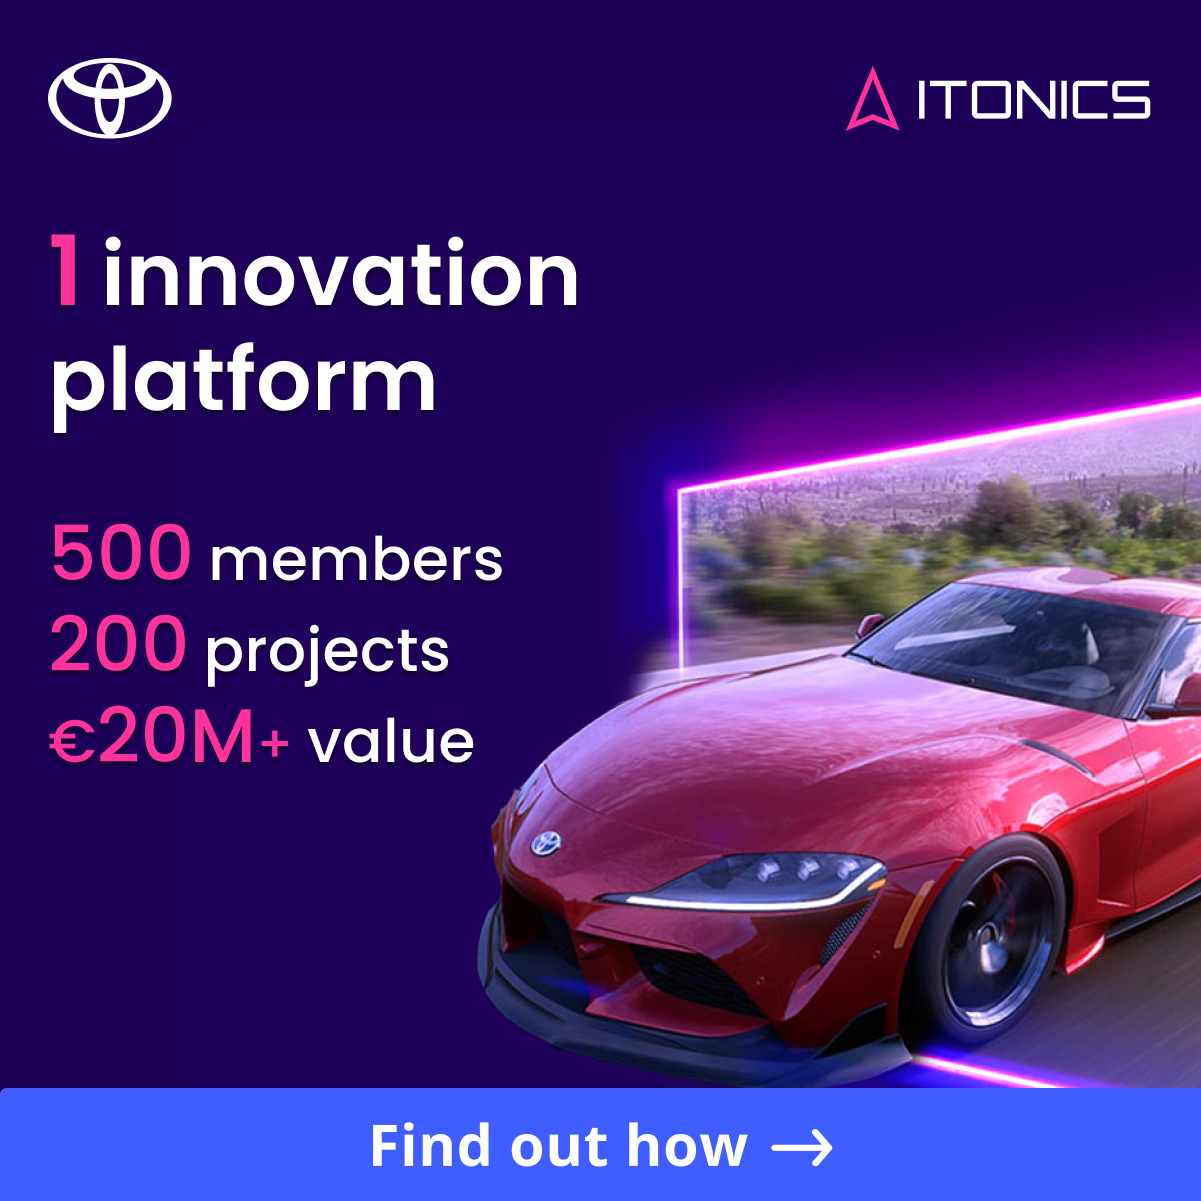 ITONICS
1 innovation
platform
500 members
200 projects
€20M+ value
Find out how →